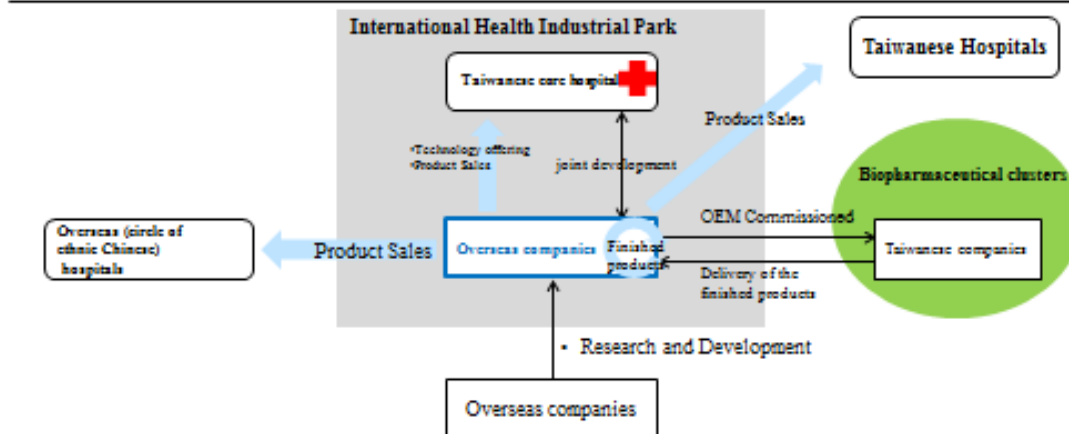 International Health Industrial Park
Taiwanese Hospitals
Taiwanese core hospital
Product Sales
•Technology offering
•Product Sales
joint development
Biopharmaceutical clusters
OEM Commissioned
Overseas (circle of
ethnic Chinese)
hospitals
Product Sales
Overseas companies
Finished
products
Taiwanese companies
Delivery of the
finished products
• Research and Development
Overseas companies